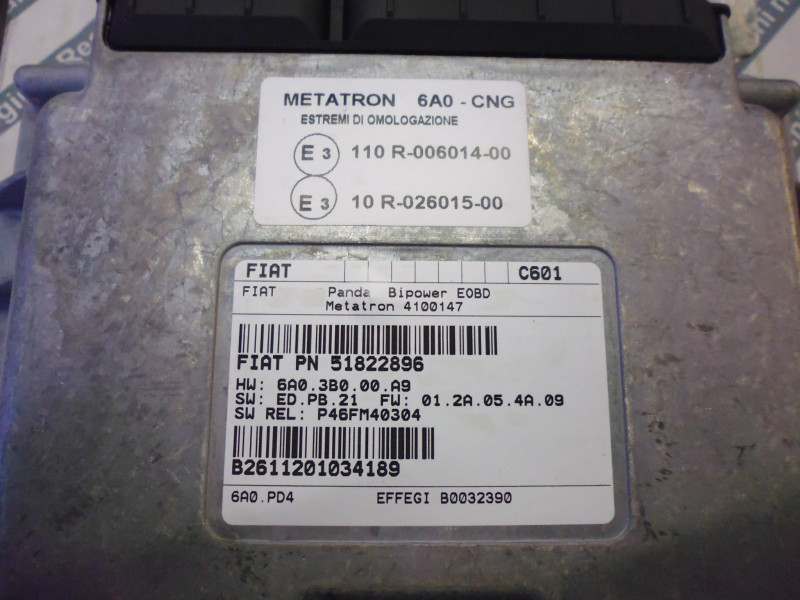 METATRON 6A0 - CNG
ESTREMI DI OMOLOGAZIONE
E 3 110 R-006014-00
E 3 10 R-026015-00
FIAT C601
FIAT Panda Bipower EOBD
Metatron 4100147
FIAT PN 51822896
HW: 6A0.3B0.00.A9
SW: ED.PB.21 FW: 01.2A.05.4A.09
SW REL: P46FM40304
B2611201034189
6A0.PD4 EFFEGI B0032390